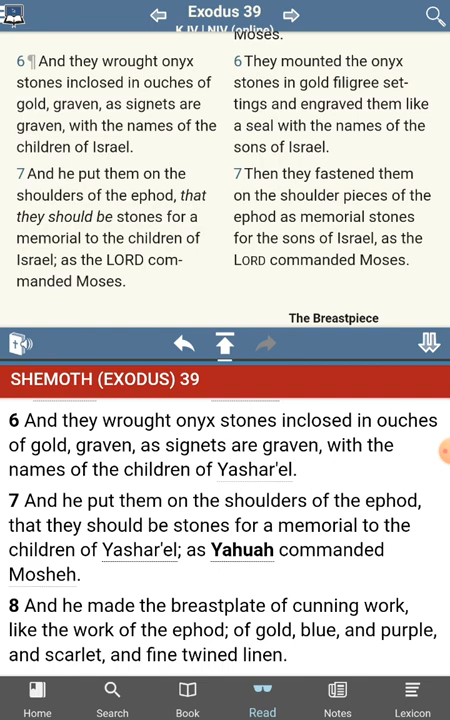 Exodus 39
KJV | NIV (online)
6 ¶ And they wrought onyx
stones inclosed in ouches of
gold, graven, as signets are
graven, with the names of the
children of Israel.
7 And he put them on the
shoulders of the ephod, that
they should be stones for a
memorial to the children of
Israel; as the LORD com-
manded Moses.
Moses.
6 They mounted the onyx
stones in gold filigree set-
tings and engraved them like
a seal with the names of the
sons of Israel.
7 Then they fastened them
on the shoulder pieces of the
ephod as memorial stones
for the sons of Israel, as the
LORD commanded Moses.
The Breastpiece
SHEMOTH (EXODUS) 39
6 And they wrought onyx stones inclosed in ouches
of gold, graven, as signets are graven, with the
names of the children of Yashar'el.
7 And he put them on the shoulders of the ephod,
that they should be stones for a memorial to the
children of Yashar'el; as Yahuah commanded
Mosheh.
8 And he made the breastplate of cunning work,
like the work of the ephod; of gold, blue, and purple,
and scarlet, and fine twined linen.
Home Search Book Read Notes Lexicon